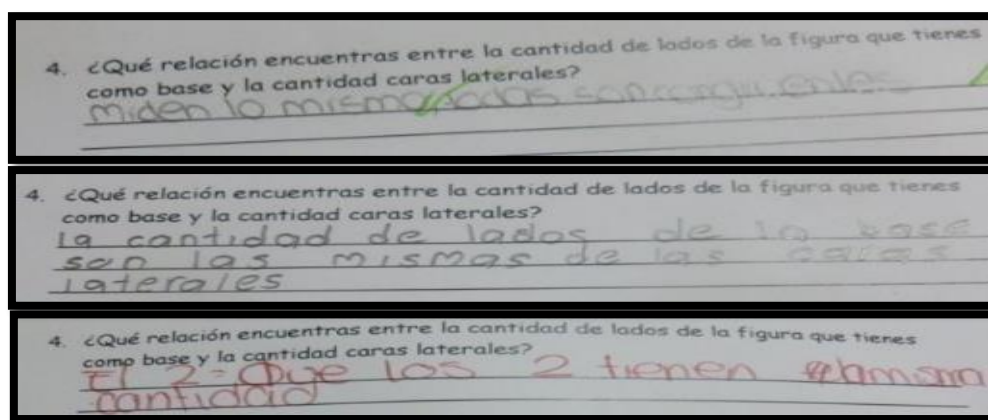 4. ¿Qué relación encuentras entre la cantidad de lados de la figura que tienes
como base y la cantidad caras laterales?
miden lo mismo todas son
4. ¿Qué relación encuentras entre la cantidad de lados de la figura que tienes
como base y la cantidad caras laterales?
la cantidad de lados de la base
son las mismas de las caras
laterales
4. ¿Qué relación encuentras entre la cantidad de lados de la figura que tienes
como base y la cantidad caras laterales?
El 2= Que los 2 tienen
cantidad